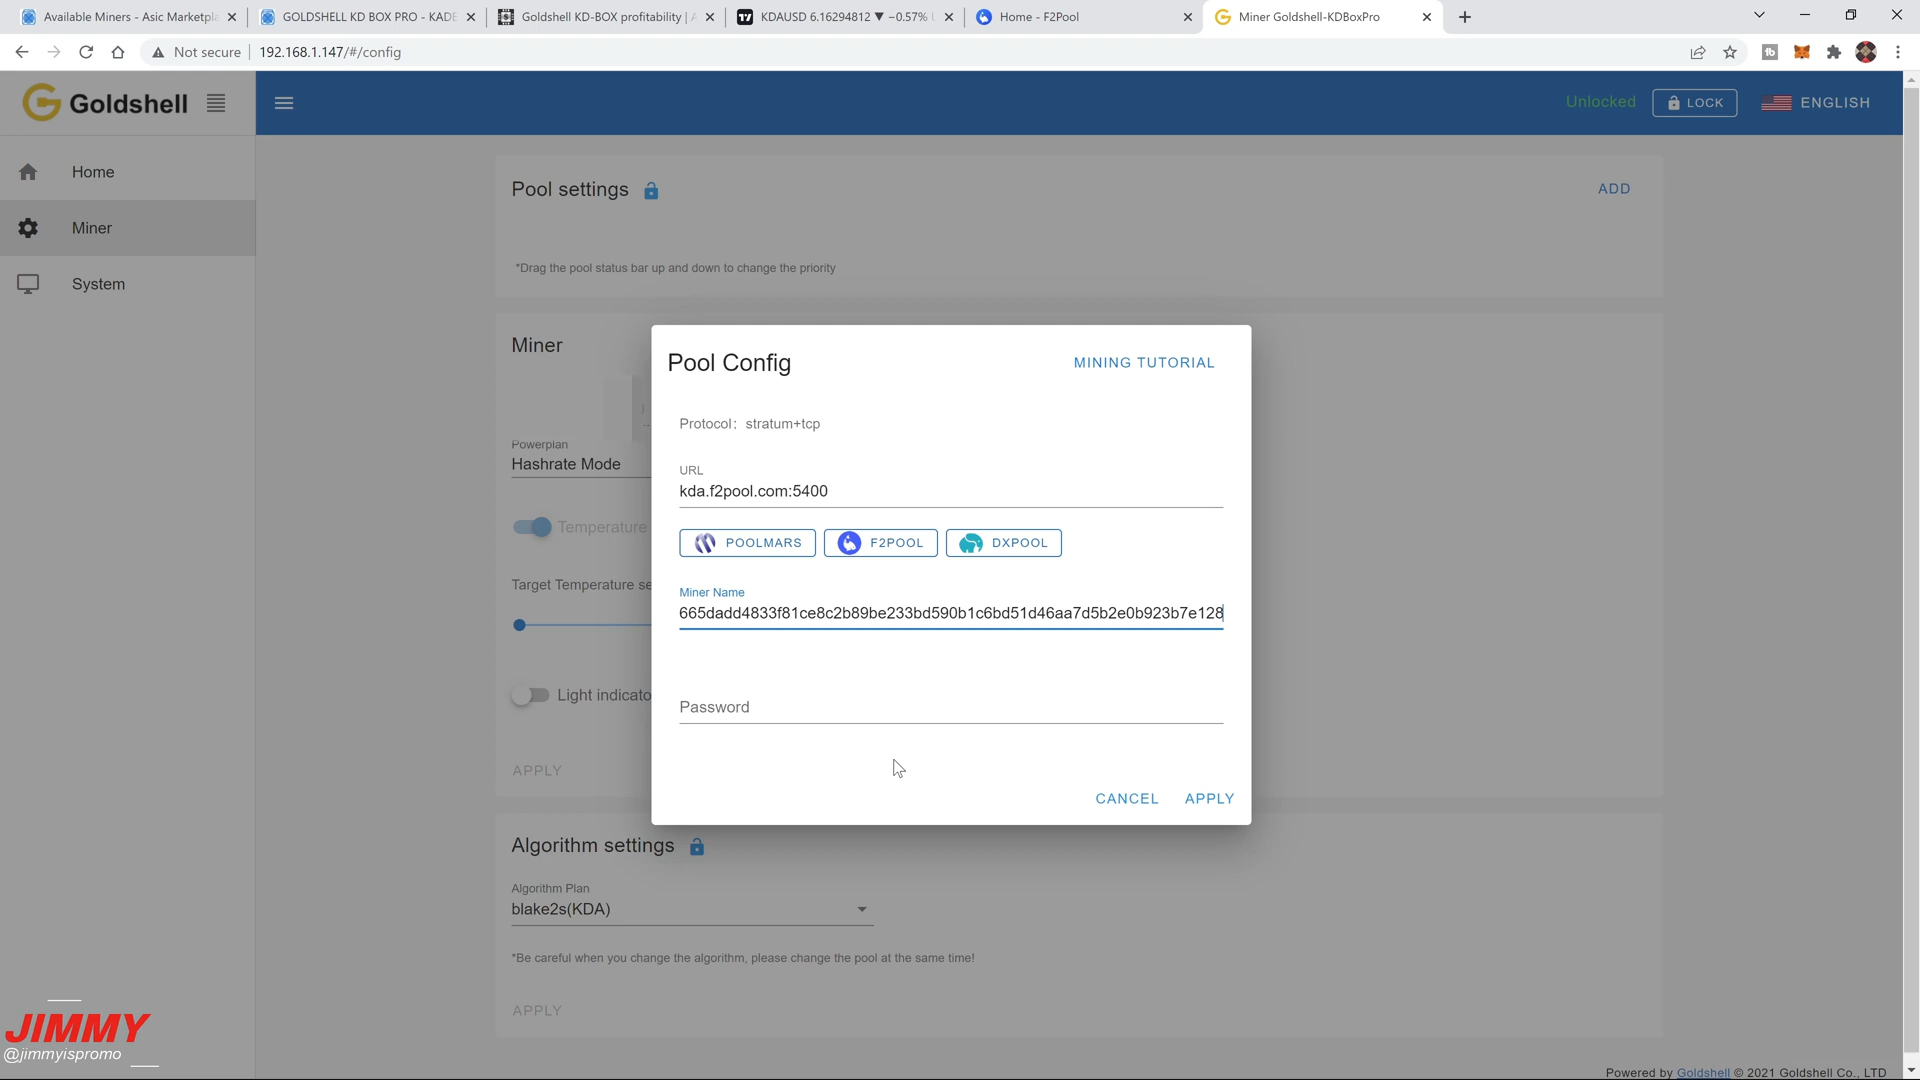 Available Miners - Asic Marketpla
GOLDSHELL KD BOX PRO - KADE
Goldshell KD-BOX profitability | A
KDAUSD 6.16294812 ▼ −0.57% U
Home - F2Pool
Miner Goldshell-KDBoxPro
Not secure
192.168.1.147/#/config
Goldshell
Unlocked
LOCK
ENGLISH
Home
Miner
System
Pool settings
ADD
*Drag the pool status bar up and down to change the priority
Miner
Powerplan
Hashrate Mode
Temperature
Target Temperature se
Light indicato
APPLY
Pool Config
MINING TUTORIAL
Protocol: stratum+tcp
URL
kda.f2pool.com:5400
POOLMARS
F2POOL
DXPOOL
Miner Name
665dadd4833f81ce8c2b89be233bd590b1c6bd51d46aa7d5b2e0b923b7e128
Password
CANCEL
APPLY
Algorithm settings
Algorithm Plan
blake2s(KDA)
*Be careful when you change the algorithm, please change the pool at the same time!
APPLY
JIMMY
@jimmyispromo
Powered by Goldshell © 2021 Goldshell Co., LTD